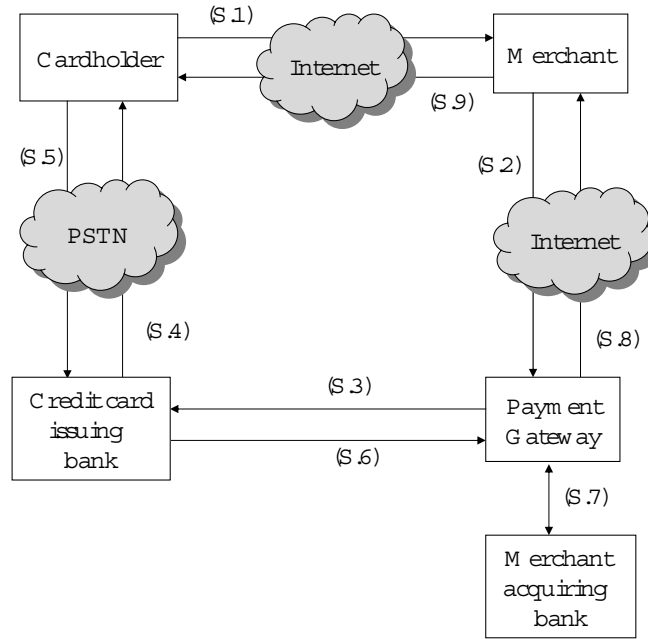 (S.1)
Cardholder
Internet
Merchant
(S.9)
(S.5)
(S.2)
PSTN
Internet
(S.4)
(S.8)
Credit card
issuing
bank
(S.3)
Payment
Gateway
(S.6)
(S.7)
Merchant
acquiring
bank